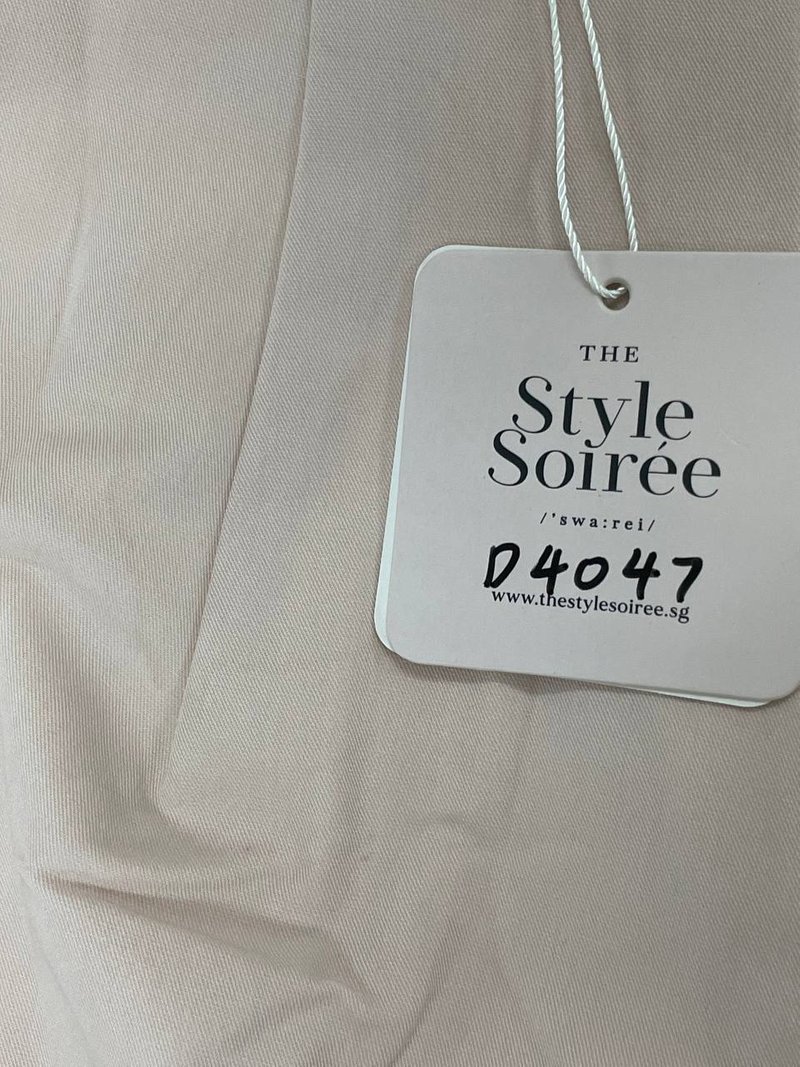 THE
Style
Soirée
/'swa:rei/
D4047
www.thestylesoiree.sg